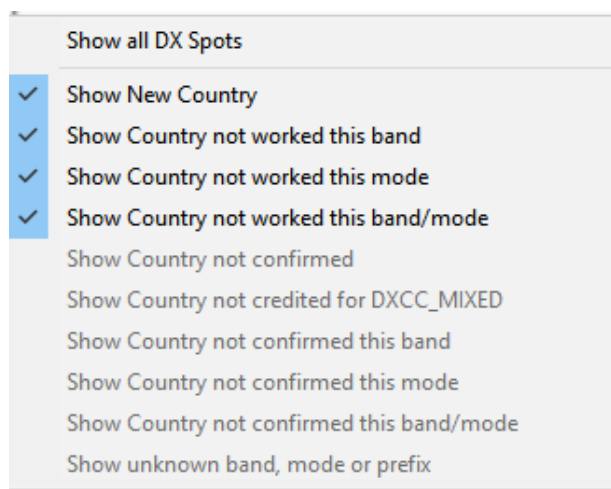 Show all DX Spots
Show New Country
Show Country not worked this band
Show Country not worked this mode
Show Country not worked this band/mode
Show Country not confirmed
Show Country not credited for DXCC_MIXED
Show Country not confirmed this band
Show Country not confirmed this mode
Show Country not confirmed this band/mode
Show unknown band, mode or prefix